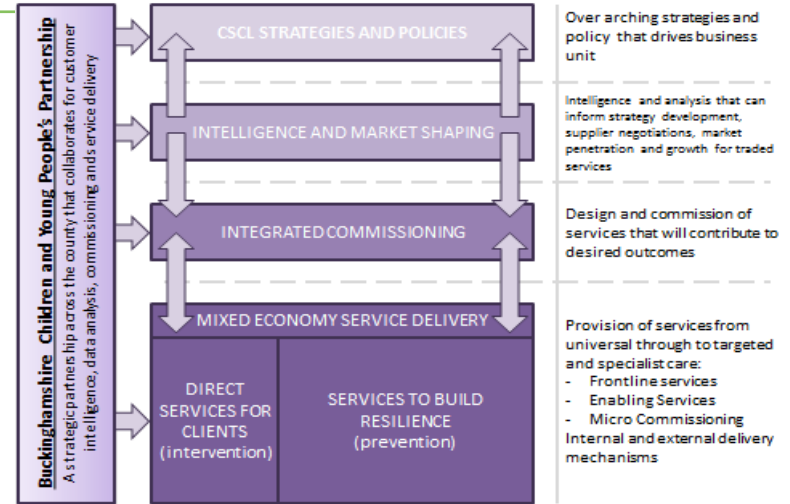 Buckinghamshire Children and Young People's Partnership
A strategic partnership across the county that collaborates for customer
intelligence, data analysis, commissioning and service delivery
CSCL STRATEGIES AND POLICIES
Over arching strategies and
policy that drives business
unit
INTELLIGENCE AND MARKET SHAPING
Intelligence and analysis that can
inform strategy development,
supplier negotiations, market
penetration and growth for traded
services
INTEGRATED COMMISSIONING
Design and commission of
services that will contribute to
desired outcomes
MIXED ECONOMY SERVICE DELIVERY
DIRECT
SERVICES FOR
CLIENTS
(intervention)
SERVICES TO BUILD
RESILIENCE
(prevention)
Provision of services from
universal through to targeted
and specialist care:
- Frontline services
- Enabling Services
- Micro Commissioning
Internal and external delivery
mechanisms